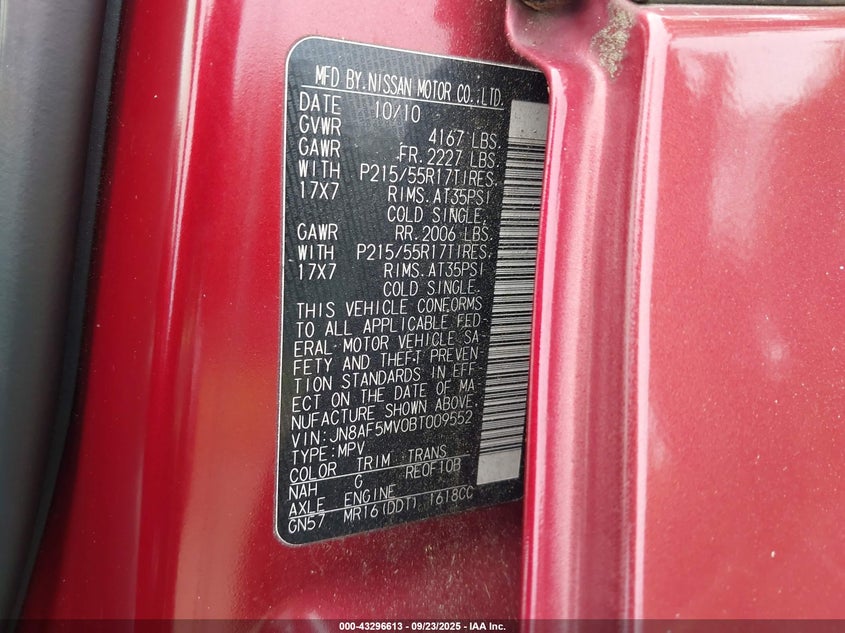 MFD BY.NISSAN MOTOR CO.;LTD.
DATE 10/10
GVWR 4167 LBS.
GAWR FR. 2227 LBS.
WITH P215/55R17TIRES.
17X7 RIMS. AT35PSI
COLD SINGLE.
GAWR RR. 2006 LBS.
WITH P215/55R17TIRES.
17X7 RIMS. AT35PSI
COLD SINGLE.
THIS VEHICLE CONFORMS
TO ALL APPLICABLE FED
ERAL MOTOR VEHICLE SA
FETY AND THEFT PREVEN
TION STANDARDS IN EFF
ECT ON THE DATE OF MA
NUFACTURE SHOWN ABOVE.
VIN: JN8AF5MV0BT009552
TYPE: MPV
COLOR TRIM TRANS
NAH G RE0F10B
AXLE ENGINE
GN57 MR16(DDT) 1618CC
000-43296613 - 09/23/2025 - IAA Inc.